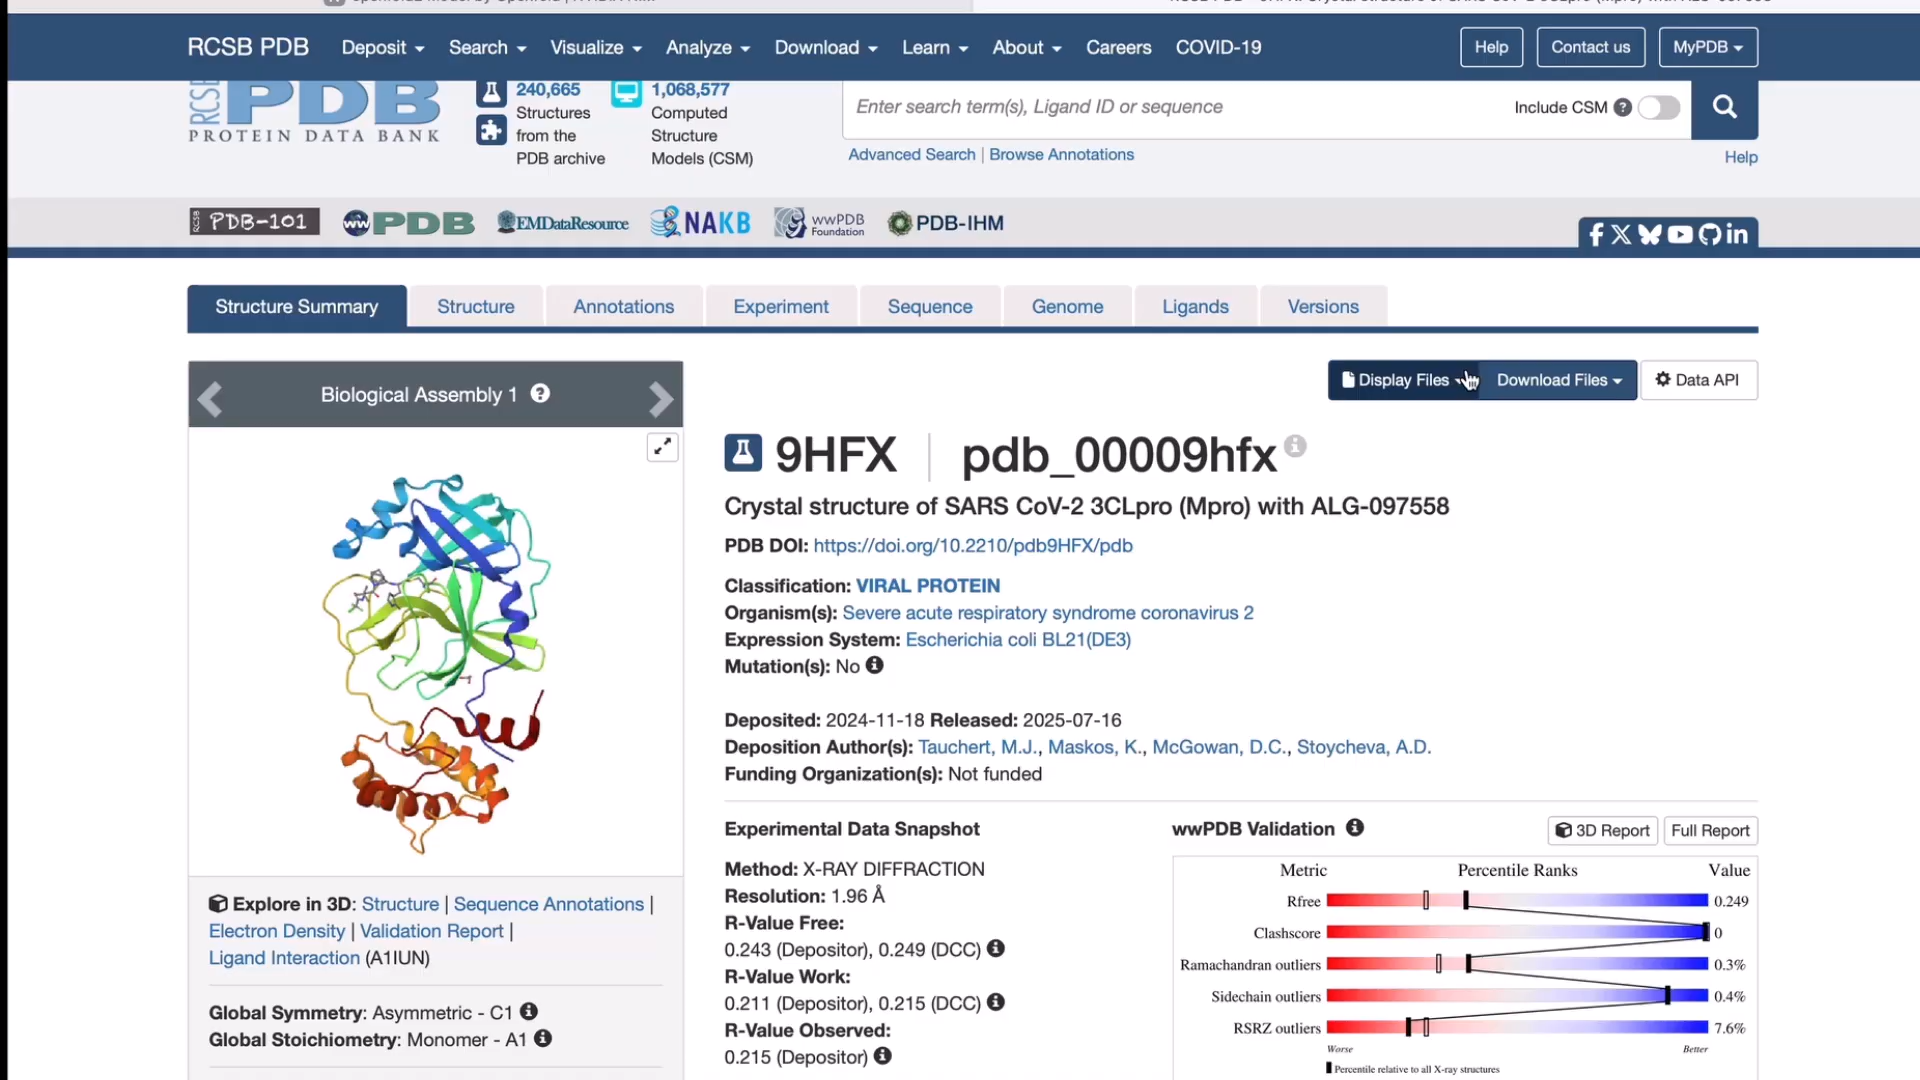 RCSB PDB Deposit Search Visualize Analyze Download Learn About Careers COVID-19 Help Contact us MyPDB
RCSB PDB
PROTEIN DATA BANK
240,665
Structures
from the
PDB archive
1,068,577
Computed
Structure
Models (CSM)
Enter search term(s), Ligand ID or sequence
Include CSM ?
Advanced Search | Browse Annotations
Help
RCSB PDB-101 wwPDB EMDataResource NAKB wwPDB Foundation PDB-IHM
Structure Summary Structure Annotations Experiment Sequence Genome Ligands Versions
Biological Assembly 1 ?
Display Files Download Files Data API
9HFX | pdb_00009hfx
Crystal structure of SARS CoV-2 3CLpro (Mpro) with ALG-097558
PDB DOI: https://doi.org/10.2210/pdb9HFX/pdb
Classification: VIRAL PROTEIN
Organism(s): Severe acute respiratory syndrome coronavirus 2
Expression System: Escherichia coli BL21(DE3)
Mutation(s): No
Deposited: 2024-11-18 Released: 2025-07-16
Deposition Author(s): Tauchert, M.J., Maskos, K., McGowan, D.C., Stoycheva, A.D.
Funding Organization(s): Not funded
Explore in 3D: Structure | Sequence Annotations |
Electron Density | Validation Report |
Ligand Interaction (A1IUN)
Global Symmetry: Asymmetric - C1
Global Stoichiometry: Monomer - A1
Experimental Data Snapshot
Method: X-RAY DIFFRACTION
Resolution: 1.96 Å
R-Value Free:
0.243 (Depositor), 0.249 (DCC)
R-Value Work:
0.211 (Depositor), 0.215 (DCC)
R-Value Observed:
0.215 (Depositor)
wwPDB Validation
3D Report Full Report
Metric Percentile Ranks Value
Rfree 0.249
Clashscore 0
Ramachandran outliers 0.3%
Sidechain outliers 0.4%
RSRZ outliers 7.6%
Worse Better
Percentile relative to all X-ray structures